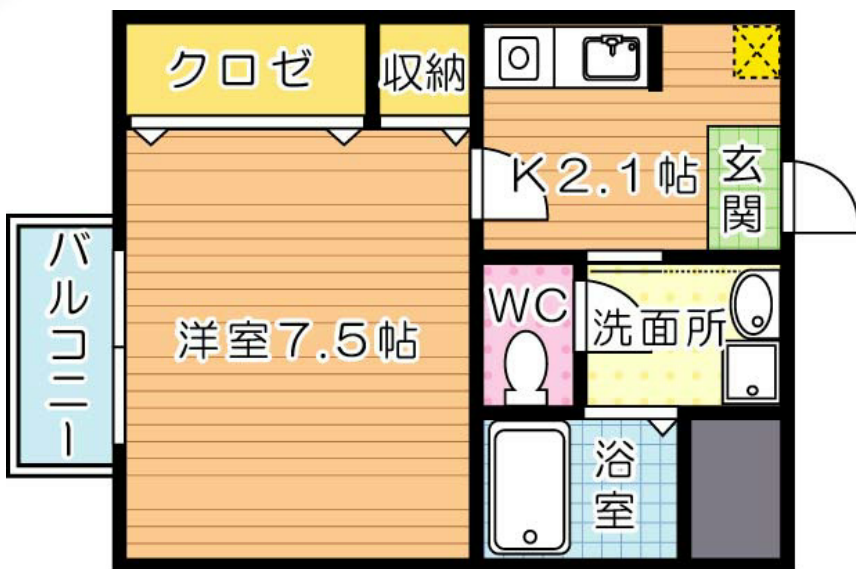 クロゼ
収納
K2.1帖
玄関
バルコニー
洋室7.5帖
WC
洗面所
浴室